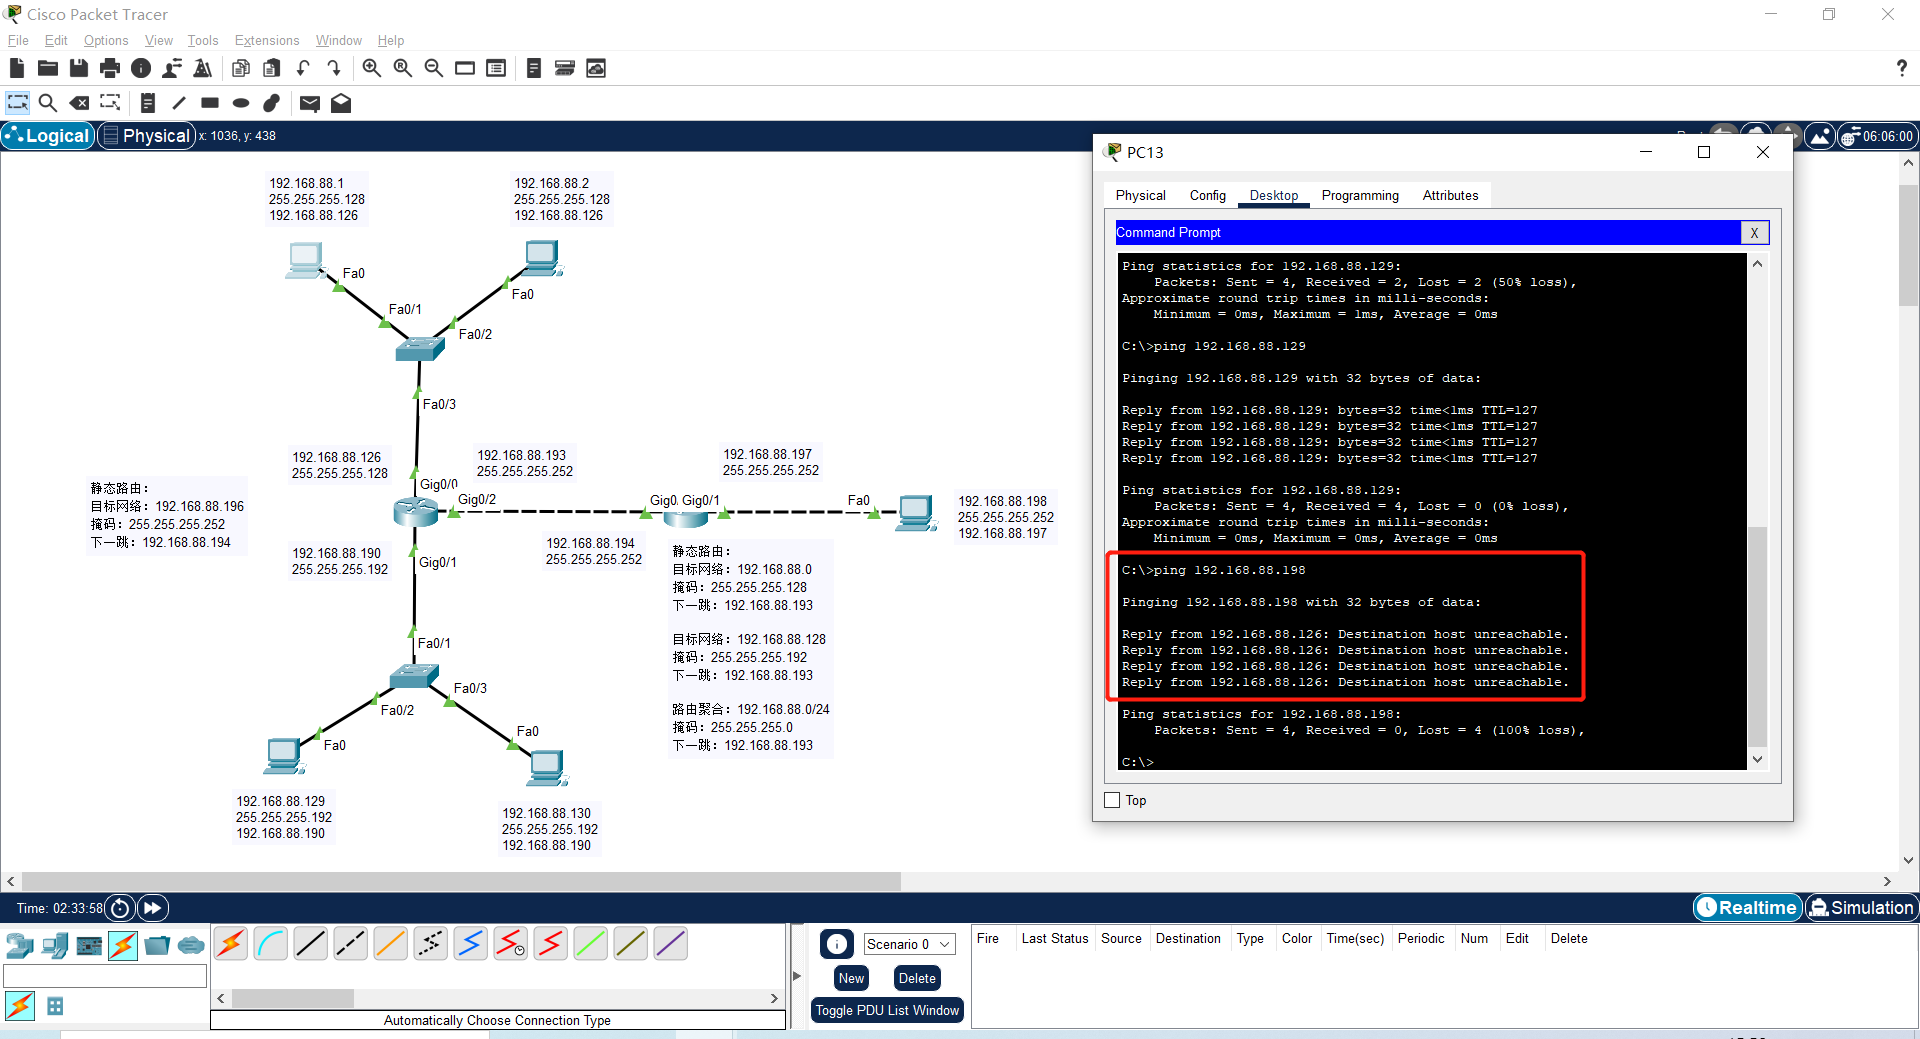 Cisco Packet Tracer
File Edit Options View Tools Extensions Window Help
Logical Physical x: 1036, y: 438
06:06:00
192.168.88.1
255.255.255.128
192.168.88.126
192.168.88.2
255.255.255.128
192.168.88.126
Fa0
Fa0
Fa0/1
Fa0/2
Fa0/3
192.168.88.126
255.255.255.128
192.168.88.193
255.255.255.252
192.168.88.197
255.255.255.252
Gig0/0
Gig0/2
Gig0. Gig0/1
Fa0
192.168.88.198
255.255.255.252
192.168.88.197
静态路由：
目标网络：192.168.88.196
掩码：255.255.255.252
下一跳：192.168.88.194
192.168.88.190
255.255.255.192
Gig0/1
192.168.88.194
255.255.255.252
静态路由：
目标网络：192.168.88.0
掩码：255.255.255.128
下一跳：192.168.88.193
目标网络：192.168.88.128
掩码：255.255.255.192
下一跳：192.168.88.193
路由聚合：192.168.88.0/24
掩码：255.255.255.0
下一跳：192.168.88.193
Fa0/1
Fa0/3
Fa0/2
Fa0
Fa0
192.168.88.129
255.255.255.192
192.168.88.190
192.168.88.130
255.255.255.192
192.168.88.190
PC13
Physical Config Desktop Programming Attributes
Command Prompt X
Ping statistics for 192.168.88.129:
Packets: Sent = 4, Received = 2, Lost = 2 (50% loss),
Approximate round trip times in milli-seconds:
Minimum = 0ms, Maximum = 1ms, Average = 0ms
C:\>ping 192.168.88.129
Pinging 192.168.88.129 with 32 bytes of data:
Reply from 192.168.88.129: bytes=32 time<1ms TTL=127
Reply from 192.168.88.129: bytes=32 time<1ms TTL=127
Reply from 192.168.88.129: bytes=32 time<1ms TTL=127
Reply from 192.168.88.129: bytes=32 time<1ms TTL=127
Ping statistics for 192.168.88.129:
Packets: Sent = 4, Received = 4, Lost = 0 (0% loss),
Approximate round trip times in milli-seconds:
Minimum = 0ms, Maximum = 0ms, Average = 0ms
C:\>ping 192.168.88.198
Pinging 192.168.88.198 with 32 bytes of data:
Reply from 192.168.88.126: Destination host unreachable.
Reply from 192.168.88.126: Destination host unreachable.
Reply from 192.168.88.126: Destination host unreachable.
Reply from 192.168.88.126: Destination host unreachable.
Ping statistics for 192.168.88.198:
Packets: Sent = 4, Received = 0, Lost = 4 (100% loss),
C:\>
Top
Time: 02:33:58
Realtime Simulation
Automatically Choose Connection Type
Scenario 0
New Delete
Toggle PDU List Window
Fire Last Status Source Destination Type Color Time(sec) Periodic Num Edit Delete